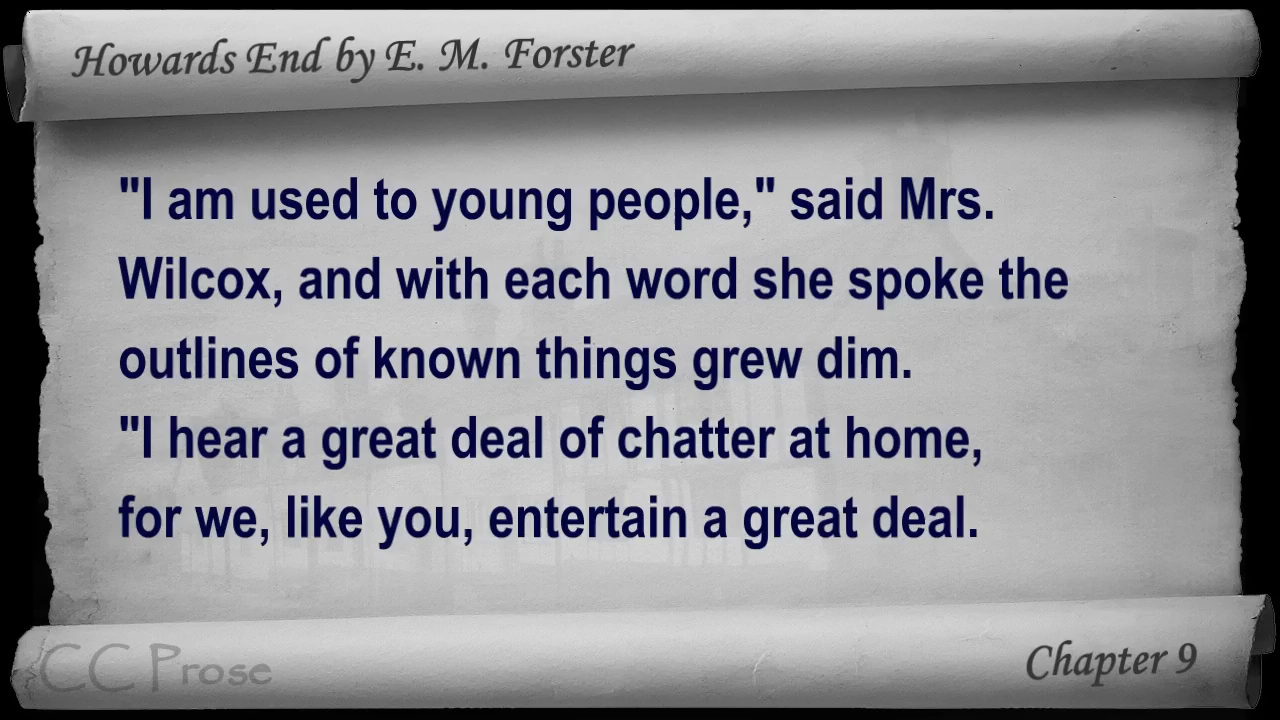 Howards End by E. M. Forster
"I am used to young people," said Mrs.
Wilcox, and with each word she spoke the
outlines of known things grew dim.
"I hear a great deal of chatter at home,
for we, like you, entertain a great deal.
CC Prose
Chapter 9